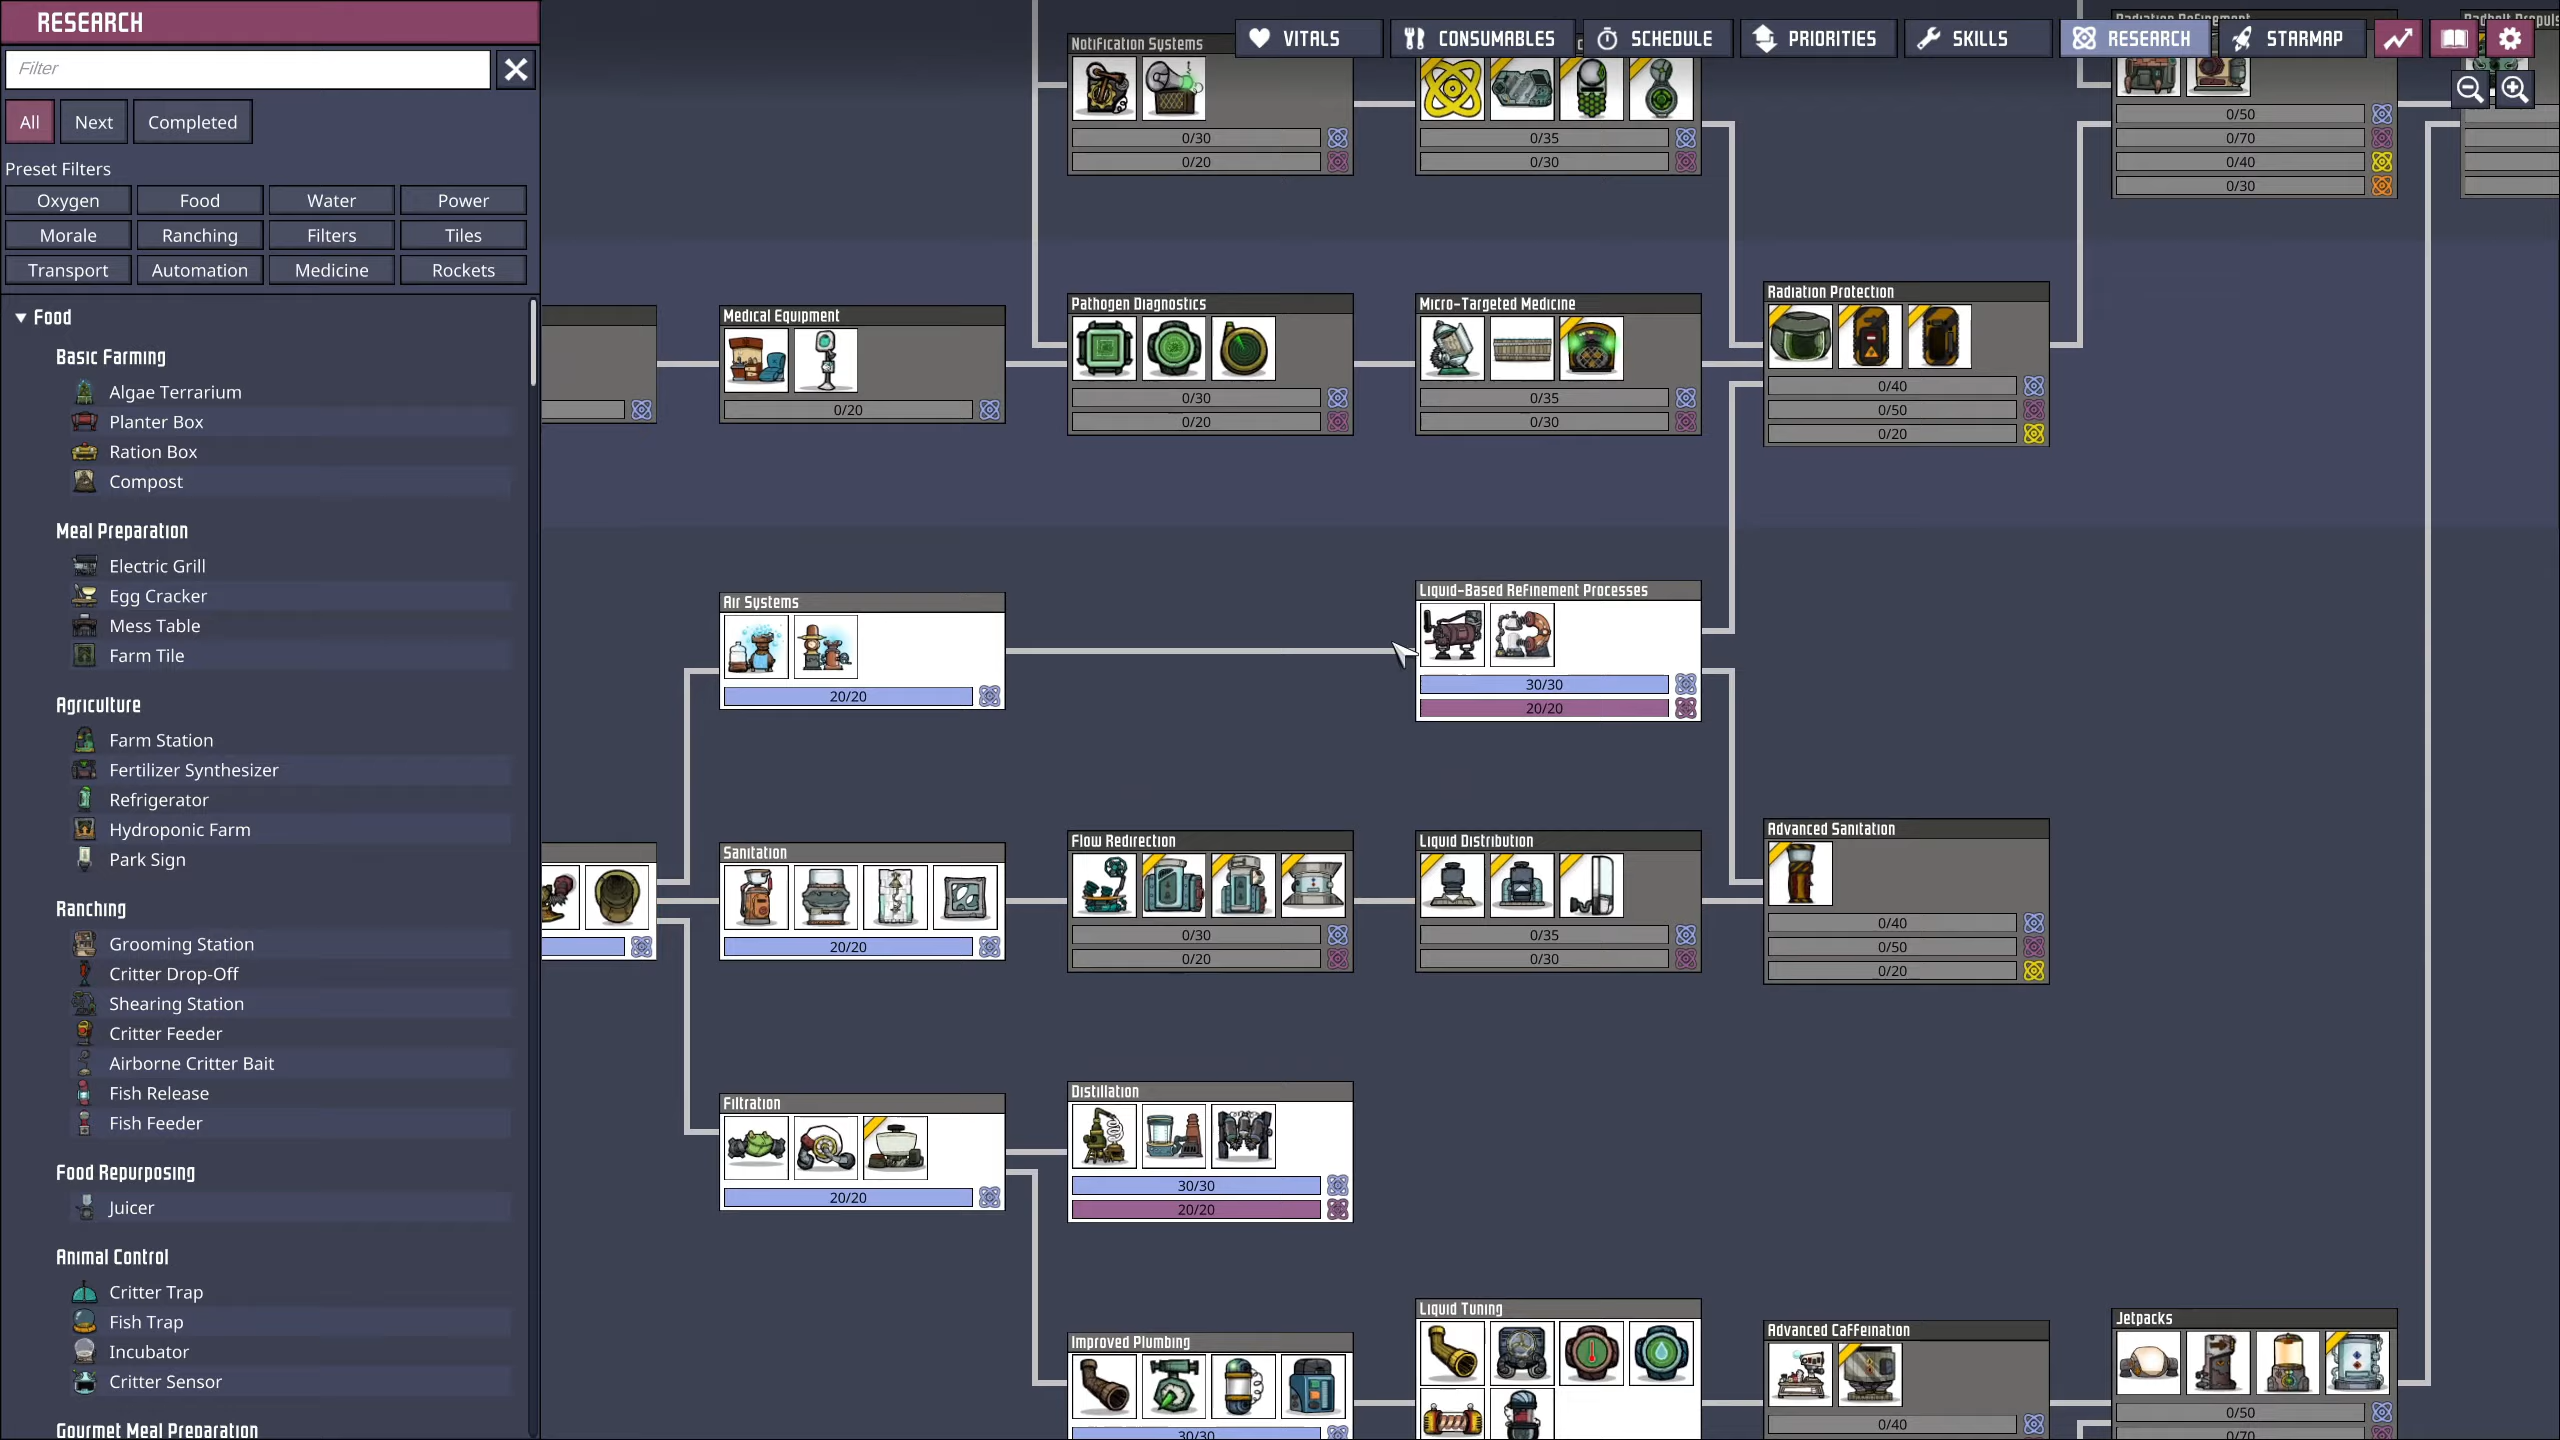 RESEARCH
Filter
All
Next
Completed
Preset Filters
Oxygen
Food
Water
Power
Morale
Ranching
Filters
Tiles
Transport
Automation
Medicine
Rockets
Food
Basic Farming
Algae Terrarium
Planter Box
Ration Box
Compost
Meal Preparation
Electric Grill
Egg Cracker
Mess Table
Farm Tile
Agriculture
Farm Station
Fertilizer Synthesizer
Refrigerator
Hydroponic Farm
Park Sign
Ranching
Grooming Station
Critter Drop-Off
Shearing Station
Critter Feeder
Airborne Critter Bait
Fish Release
Fish Feeder
Food Repurposing
Juicer
Animal Control
Critter Trap
Fish Trap
Incubator
Critter Sensor
Gourmet Meal Preparation
VITALS
CONSUMABLES
SCHEDULE
PRIORITIES
SKILLS
RESEARCH
STARMAP
Notification Systems
0/30
0/20
0/35
0/30
Radiation Refinement
0/50
0/70
0/40
0/30
Medical Equipment
0/20
Pathogen Diagnostics
0/30
0/20
Micro-Targeted Medicine
0/35
0/30
Radiation Protection
0/40
0/50
0/20
Air Systems
20/20
Liquid-Based Refinement Processes
30/30
20/20
Sanitation
20/20
Flow Redirection
0/30
0/20
Liquid Distribution
0/35
0/30
Advanced Sanitation
0/40
0/50
0/20
Filtration
20/20
Distillation
30/30
20/20
Improved Plumbing
30/30
Liquid Tuning
Advanced Caffeination
0/40
Jetpacks
0/50
0/70